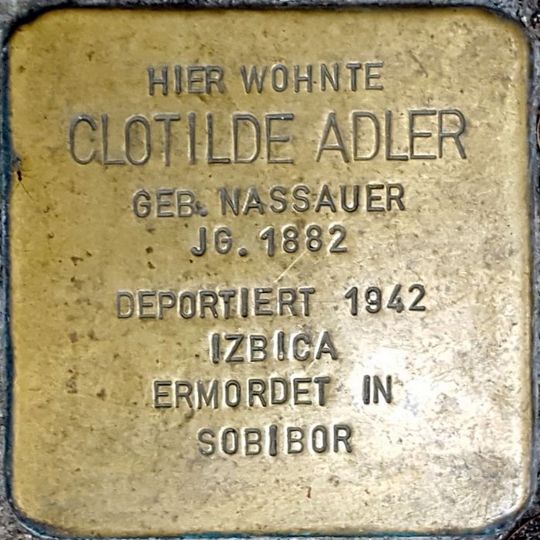 HIER WOHNTE
CLOTILDE ADLER
GEB. NASSAUER
JG. 1882
DEPORTIERT 1942
IZBICA
ERMORDET IN
SOBIBOR